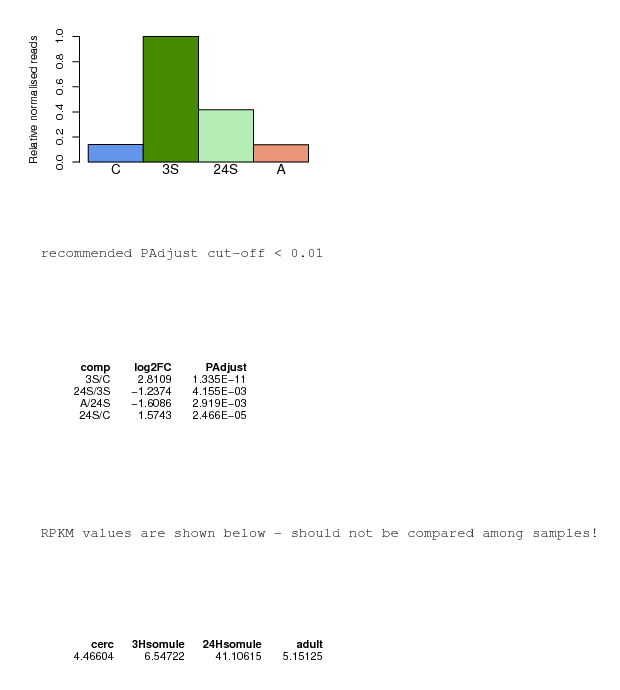 Relative normalised reads
1.0
0.8
0.6
0.4
0.2
0.0
C 3S 24S A
recommended PAdjust cut-off < 0.01
comp log2FC PAdjust
3S/C 2.8109 1.335E−11
24S/3S −1.2374 4.155E−03
A/24S −1.6086 2.919E−03
24S/C 1.5743 2.466E−05
RPKM values are shown below - should not be compared among samples!
cerc 3Hsomule 24Hsomule adult
4.46604 6.54722 41.10615 5.15125